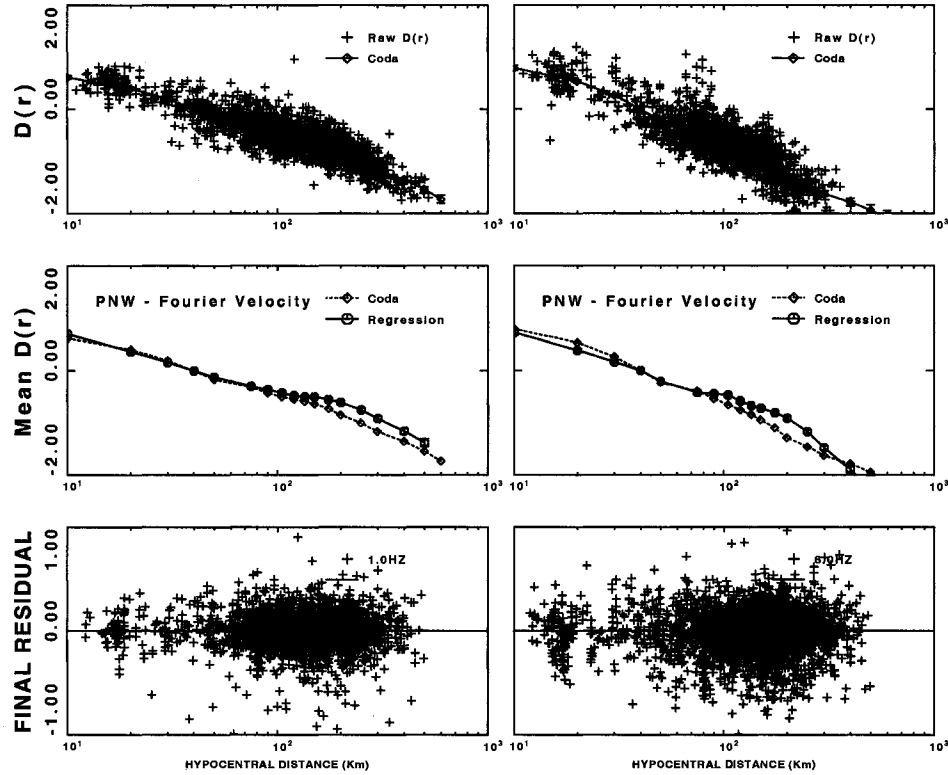 D(r)
2.00
0.00
-2.00
+ Raw D(r)
Coda
10¹ 10² 10³
+ Raw D(r)
Coda
10¹ 10² 10³
Mean D(r)
2.00
0.00
-2.00
PNW - Fourier Velocity
Coda
Regression
10¹ 10² 10³
PNW - Fourier Velocity
Coda
Regression
10¹ 10² 10³
FINAL RESIDUAL
1.00
0.00
-1.00
1.0HZ
10¹ 10² 10³
HYPOCENTRAL DISTANCE (Km)
10¹ 10² 10³
HYPOCENTRAL DISTANCE (Km)